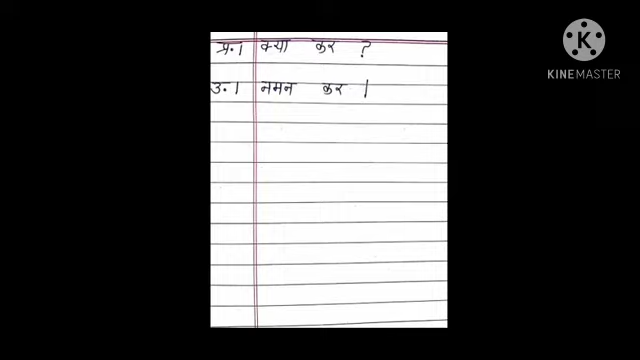 प्र.1 क्या कर ?
KINEMASTER
उ.1 नमन कर |